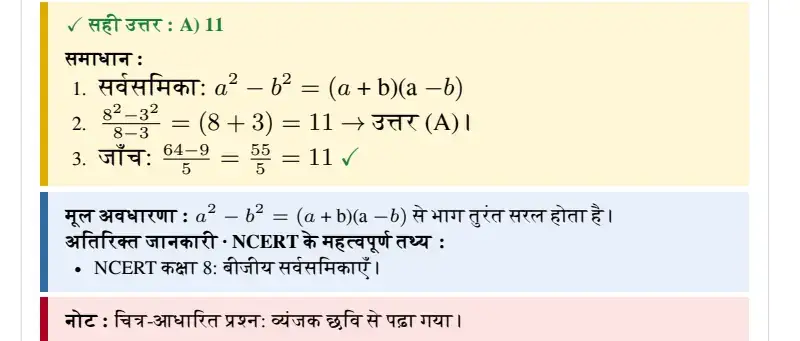 ✓ सही उत्तर : A) 11
समाधान :
1. सर्वसमिका: a² − b² = (a + b)(a −b)
2. 8²−3²/8−3 = (8 + 3) = 11 → उत्तर (A)।
3. जाँच: 64−9/5 = 55/5 = 11 ✓
मूल अवधारणा : a² − b² = (a + b)(a −b) से भाग तुरंत सरल होता है।
अतिरिक्त जानकारी · NCERT के महत्वपूर्ण तथ्य :
• NCERT कक्षा 8: बीजीय सर्वसमिकाएँ।
नोट : चित्र-आधारित प्रश्न: व्यंजक छवि से पढ़ा गया।